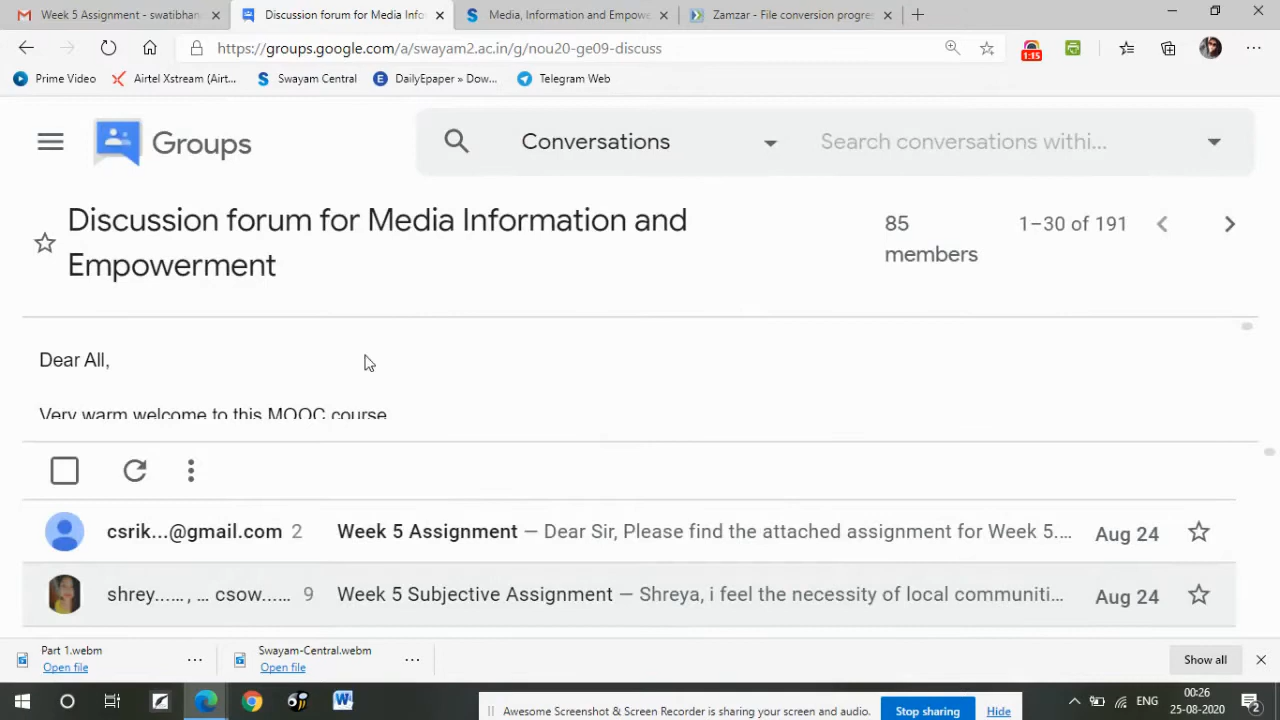 Week 5 Assignment - swatibhan
Discussion forum for Media Info
Media, Information and Empowe
Zamzar - File conversion progre
https://groups.google.com/a/swayam2.ac.in/g/nou20-ge09-discuss
1:15
Prime Video
Airtel Xstream (Airt...
Swayam Central
DailyEpaper » Dow...
Telegram Web
Groups
Conversations
Search conversations withi...
Discussion forum for Media Information and
Empowerment
85
members
1–30 of 191
Dear All,
Very warm welcome to this MOOC course
csrik...@gmail.com 2 Week 5 Assignment — Dear Sir, Please find the attached assignment for Week 5.... Aug 24
shrey...…, … csow...… 9 Week 5 Subjective Assignment — Shreya, i feel the necessity of local communiti... Aug 24
Part 1.webm
Open file
Swayam-Central.webm
Open file
Show all
Awesome Screenshot & Screen Recorder is sharing your screen and audio.
Stop sharing
Hide
ENG
00:26
25-08-2020
2